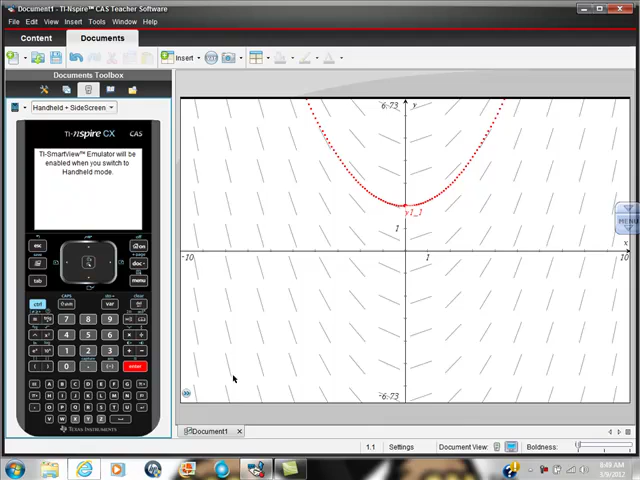 Document1 - TI-Nspire™ CAS Teacher Software
File Edit View Insert Tools Window Help
Content Documents
Insert
Documents Toolbox
Handheld + SideScreen
TI-nspire CX CAS
TI-SmartView™ Emulator will be
enabled when you switch to
Handheld mode.
esc on
doc
tab menu
ctrl shift var del
CAPS
7 8 9
4 5 6
1 2 3
0 . (-) enter
TEXAS INSTRUMENTS
6.73 y
y1_1
1
x
-10 1 10
-6.73
MENU
Document1
1.1 Settings Document View: Boldness:
8:49 AM
5/9/2012